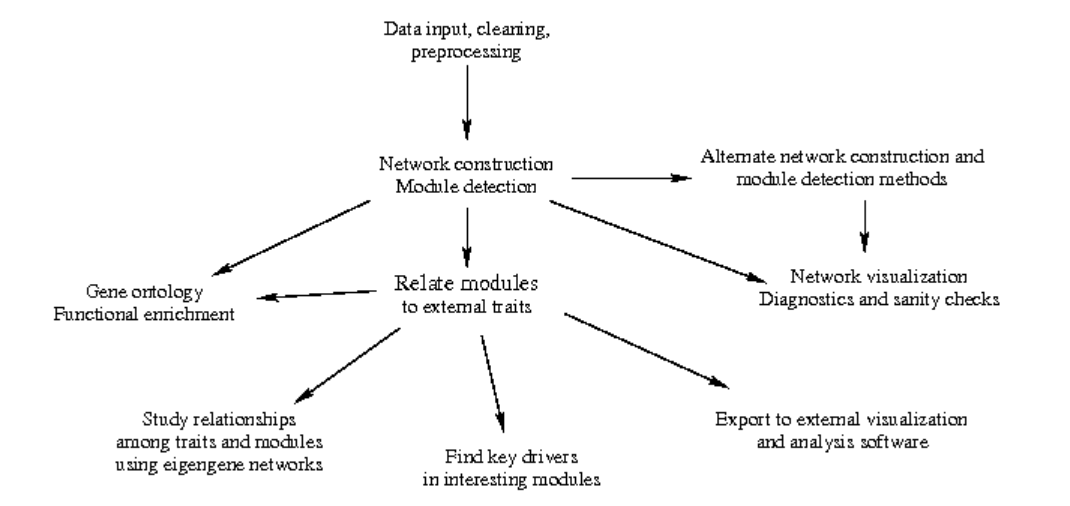 Data input, cleaning,
preprocessing
Network construction
Module detection
Alternate network construction and
module detection methods
Gene ontology
Functional enrichment
Relate modules
to external traits
Network visualization
Diagnostics and sanity checks
Study relationships
among traits and modules
using eigengene networks
Find key drivers
in interesting modules
Export to external visualization
and analysis software